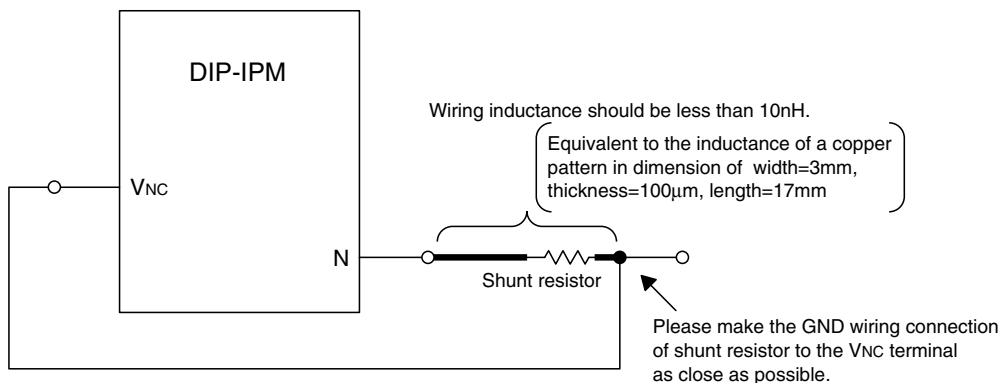 DIP-IPM
Wiring inductance should be less than 10nH.
Equivalent to the inductance of a copper
pattern in dimension of width=3mm,
thickness=100μm, length=17mm
VNC
N
Shunt resistor
Please make the GND wiring connection
of shunt resistor to the VNC terminal
as close as possible.